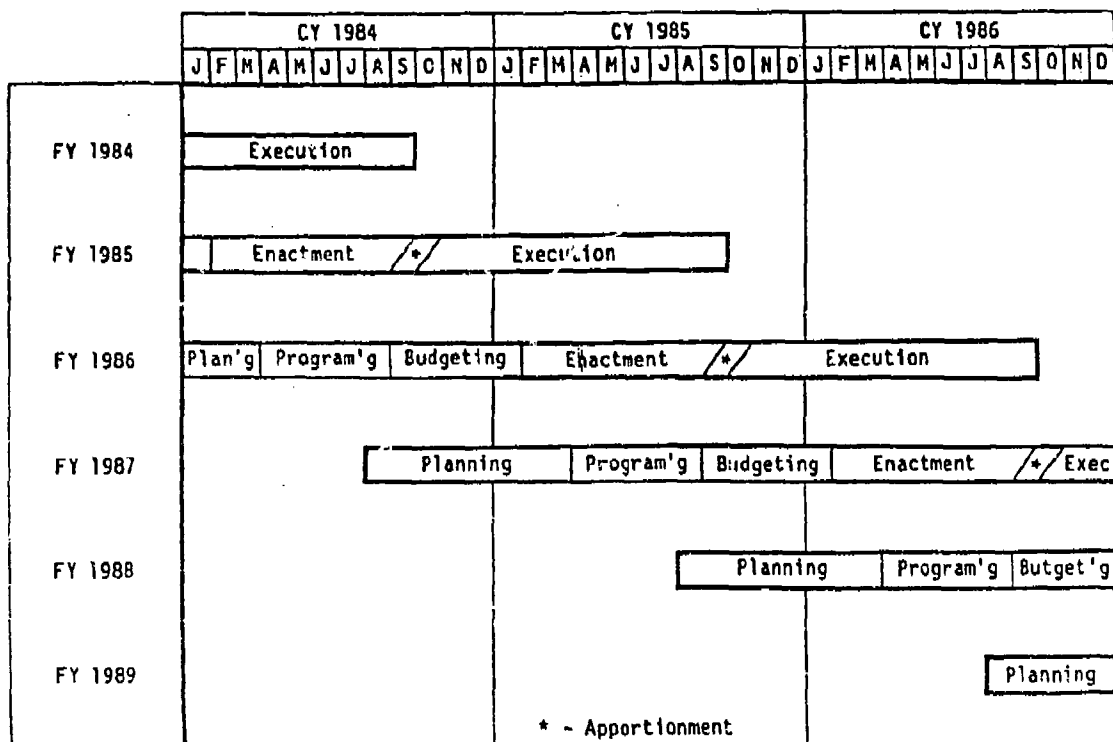 CY 1984 CY 1985 CY 1986
J F M A M J J A S O N D J F M A M J J A S O N D J F M A M J J A S O N D
FY 1984 Execution
FY 1985 Enactment * Execution
FY 1986 Plan'g Program'g Budgeting Enactment * Execution
FY 1987 Planning Program'g Budgeting Enactment * Exec
FY 1988 Planning Program'g Butget'g
FY 1989 Planning
* - Apportionment